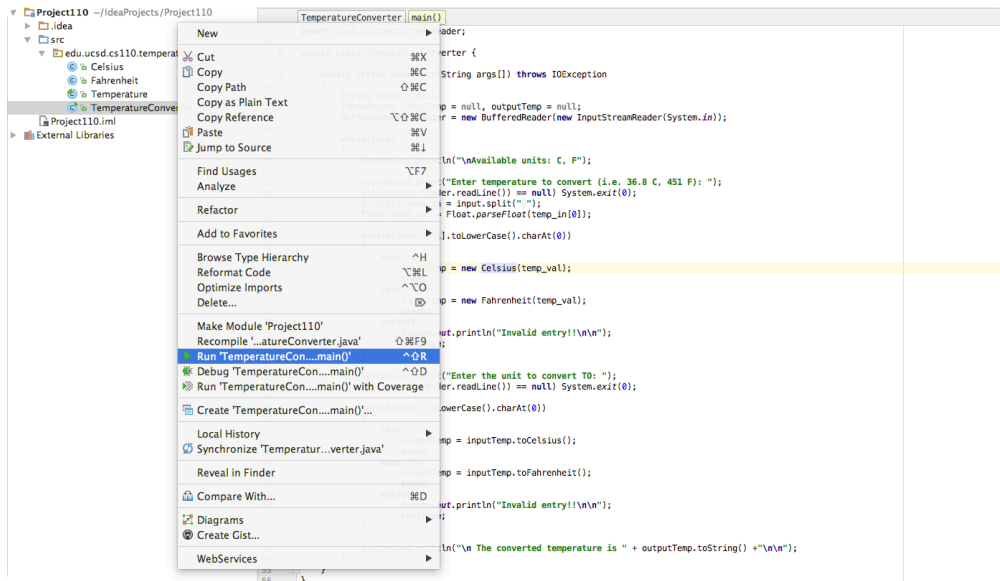 Project110 ~/IdeaProjects/Project110
.idea
src
edu.ucsd.cs110.temperat
Celsius
Fahrenheit
Temperature
TemperatureConver
Project110.iml
External Libraries
New
Cut ⌘X
Copy ⌘C
Copy Path ⇧⌘C
Copy as Plain Text
Copy Reference ⌥⇧⌘C
Paste ⌘V
Jump to Source ⌘↓
Find Usages ⌥F7
Analyze
Refactor
Add to Favorites
Browse Type Hierarchy ^H
Reformat Code ⌥⌘L
Optimize Imports ^⌥O
Delete... ⌦
Make Module 'Project110'
Recompile '...atureConverter.java' ⇧⌘F9
Run 'TemperatureCon....main()' ^⇧R
Debug 'TemperatureCon....main()' ^⇧D
Run 'TemperatureCon....main()' with Coverage
Create 'TemperatureCon....main()'...
Local History
Synchronize 'Temperatur...verter.java'
Reveal in Finder
Compare With... ⌘D
Diagrams
Create Gist...
WebServices
TemperatureConverter main()
eader;
erter {
String args[]) throws IOException
mp = null, outputTemp = null;
r = new BufferedReader(new InputStreamReader(System.in));
ln("\nAvailable units: C, F");
t("Enter temperature to convert (i.e. 36.8 C, 451 F): ");
der.readLine()) == null) System.exit(0);
= input.split(" ");
= Float.parseFloat(temp_in[0]);
].toLowerCase().charAt(0))
mp = new Celsius(temp_val);
mp = new Fahrenheit(temp_val);
ut.println("Invalid entry!!\n\n");
e;
t("Enter the unit to convert TO: ");
der.readLine()) == null) System.exit(0);
owerCase().charAt(0))
emp = inputTemp.toCelsius();
emp = inputTemp.toFahrenheit();
ut.println("Invalid entry!!\n\n");
e;
ln("\n The converted temperature is " + outputTemp.toString() +"\n\n");
}
}